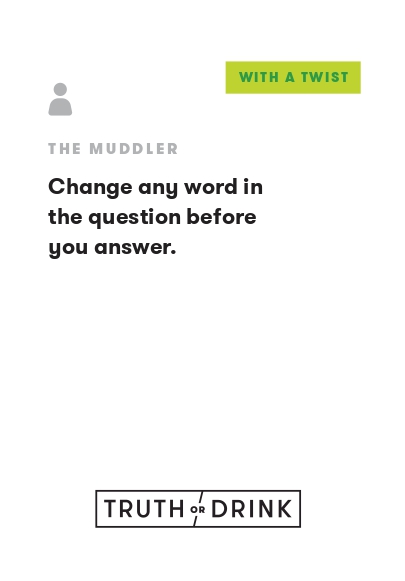 WITH A TWIST
THE MUDDLER
Change any word in
the question before
you answer.
TRUTH OR DRINK